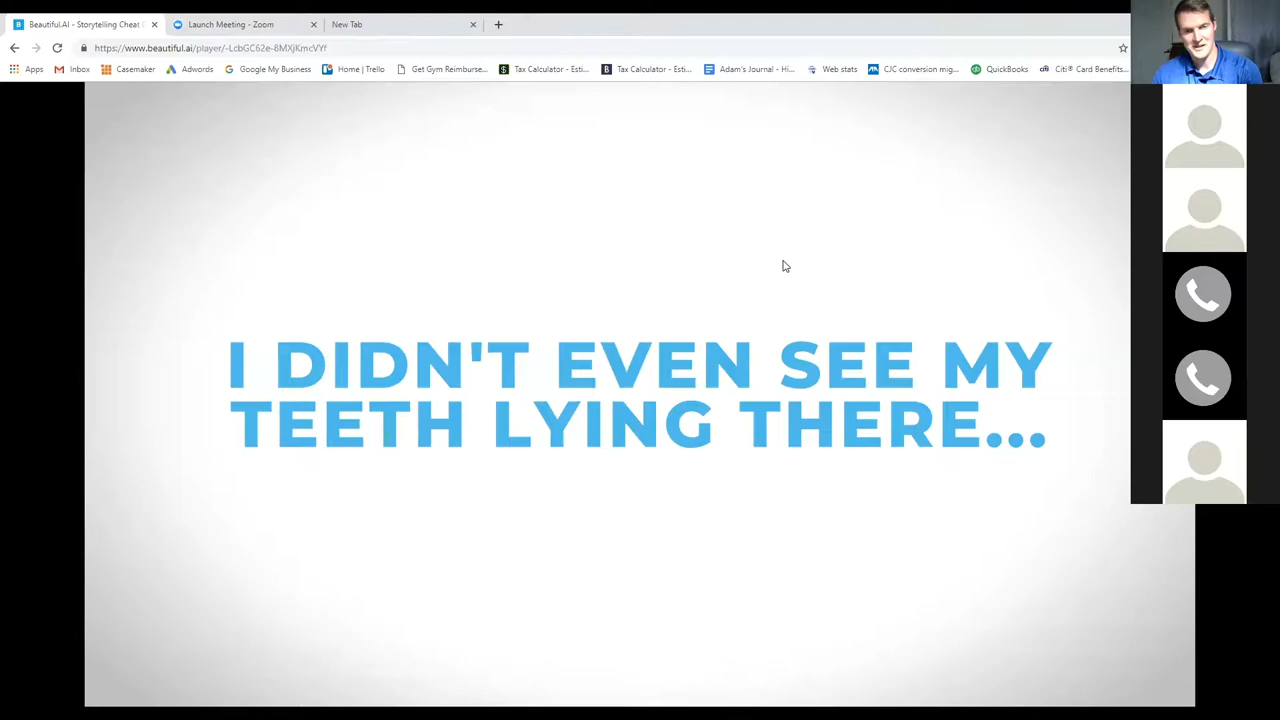 Beautiful.AI - Storytelling Cheat
Launch Meeting - Zoom
New Tab
https://www.beautiful.ai/player/-LcbGC62e-8MXjKmcVYf
Apps Inbox Casemaker Adwords Google My Business Home | Trello Get Gym Reimburse... Tax Calculator - Esti... Tax Calculator - Esti... Adam's Journal - Hi... Web stats CJC conversion mig... QuickBooks Citi® Card Benefits...
I DIDN'T EVEN SEE MY
TEETH LYING THERE...